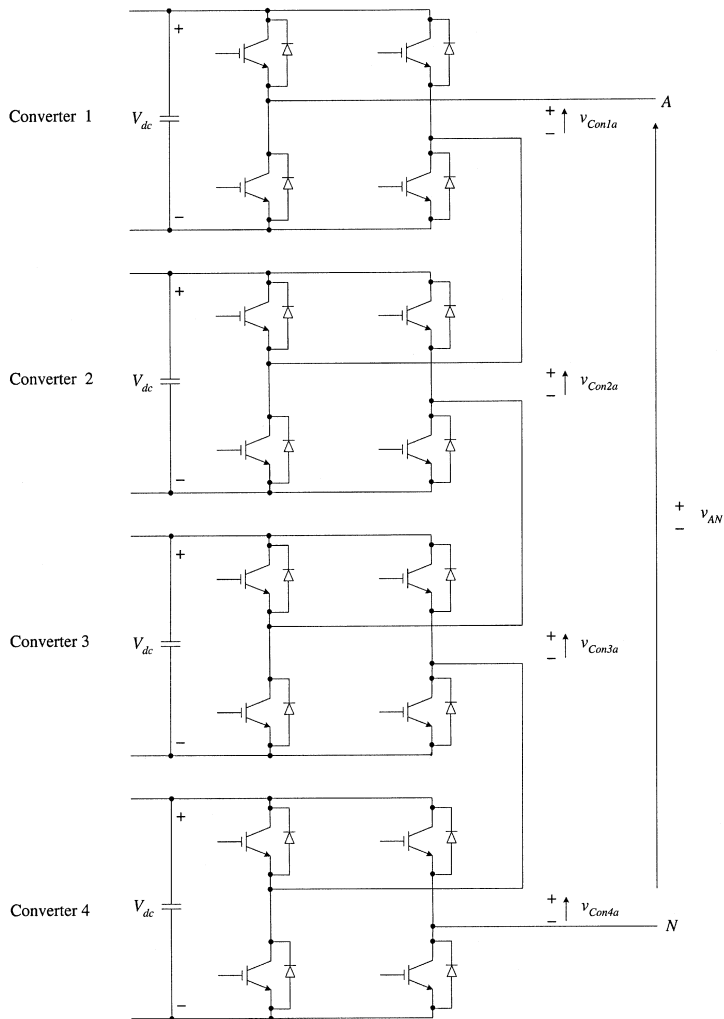 +
Converter 1
V_dc
−
A
+
−
v_Con1a
+
Converter 2
V_dc
−
+
−
v_Con2a
+
−
v_AN
+
Converter 3
V_dc
−
+
−
v_Con3a
+
Converter 4
V_dc
−
+
−
v_Con4a
N